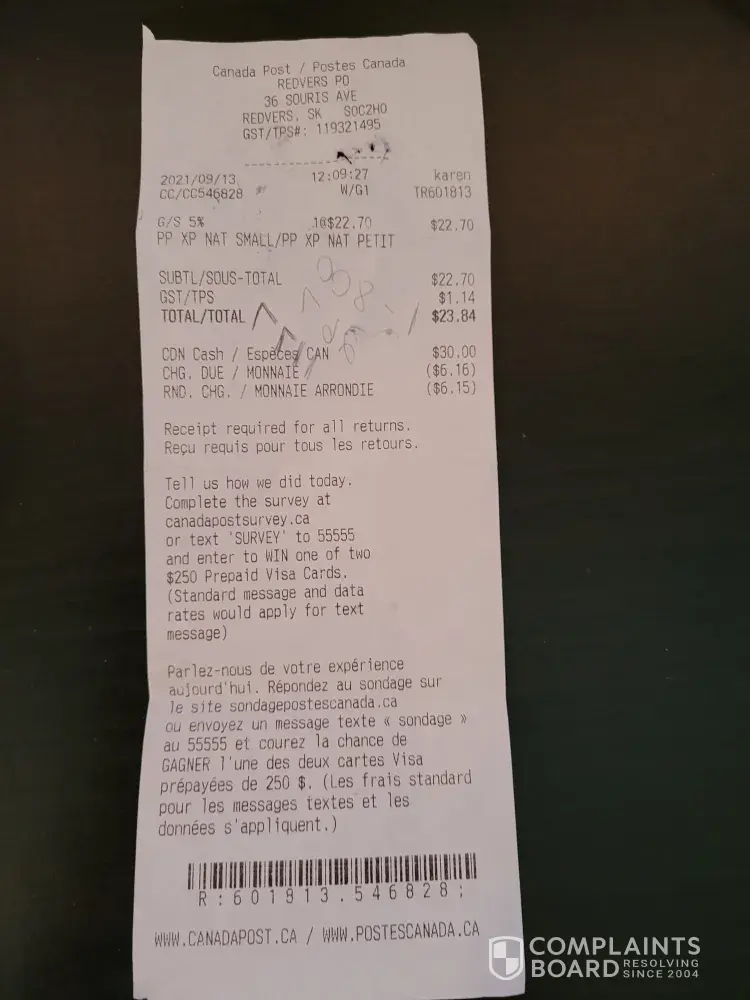 Canada Post / Postes Canada
REDVERS PO
36 SOURIS AVE
REDVERS, SK S0C2H0
GST/TPS#: 119321495
2021/09/13 12:09:27 karen
CC/CC546828 W/G1 TR601813
G/S 5% 1@$22.70 $22.70
PP XP NAT SMALL/PP XP NAT PETIT
SUBTL/SOUS-TOTAL $22.70
GST/TPS $1.14
TOTAL/TOTAL $23.84
CDN Cash / Espèces CAN $30.00
CHG. DUE / MONNAIE ($6.16)
RND. CHG. / MONNAIE ARRONDIE ($6.15)
Receipt required for all returns.
Reçu requis pour tous les retours.
Tell us how we did today.
Complete the survey at
canadapostsurvey.ca
or text 'SURVEY' to 55555
and enter to WIN one of two
$250 Prepaid Visa Cards.
(Standard message and data
rates would apply for text
message)
Parlez-nous de votre expérience
aujourd'hui. Répondez au sondage sur
le site sondagepostescanada.ca
ou envoyez un message texte « sondage »
au 55555 et courez la chance de
GAGNER l'une des deux cartes Visa
prépayées de 250 $. (Les frais standard
pour les messages textes et les
données s'appliquent.)
R:601813.546828;
WWW.CANADAPOST.CA / WWW.POSTESCANADA.CA
COMPLAINTS
BOARD RESOLVING
SINCE 2004